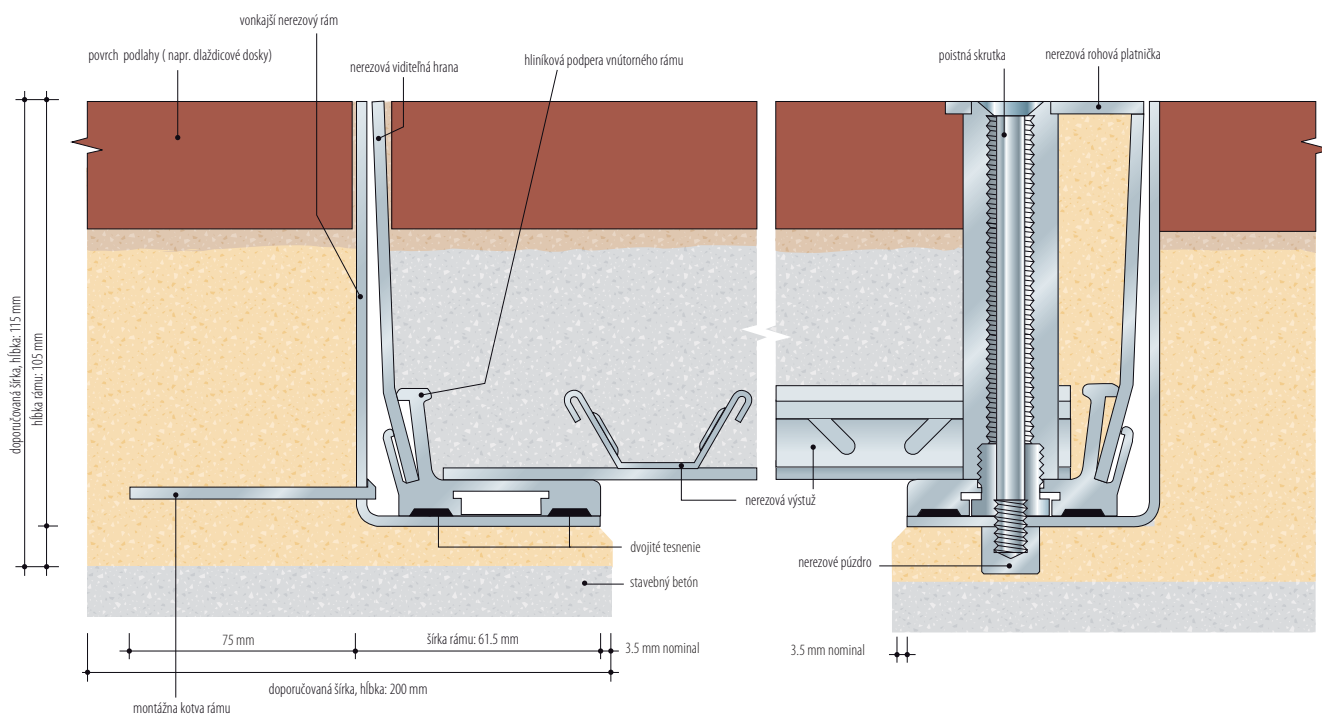 vonkajší nerezový rám
povrch podlahy ( napr. dlaždicové dosky)
nerezová viditeľná hrana
hliníková podpera vnútorného rámu
poistná skrutka
nerezová rohová platnička
doporučovaná šírka, hĺbka: 115 mm
hĺbka rámu: 105 mm
nerezová výstuž
dvojité tesnenie
nerezové púzdro
stavebný betón
75 mm
šírka rámu: 61.5 mm
3.5 mm nominal
3.5 mm nominal
doporučovaná šírka, hĺbka: 200 mm
montážna kotva rámu